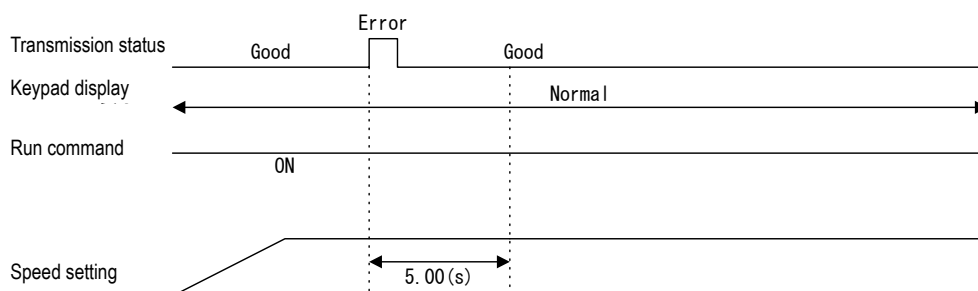 Error
Transmission status
Good
Good
Keypad display
Normal
Run command
ON
Speed setting
5.00(s)